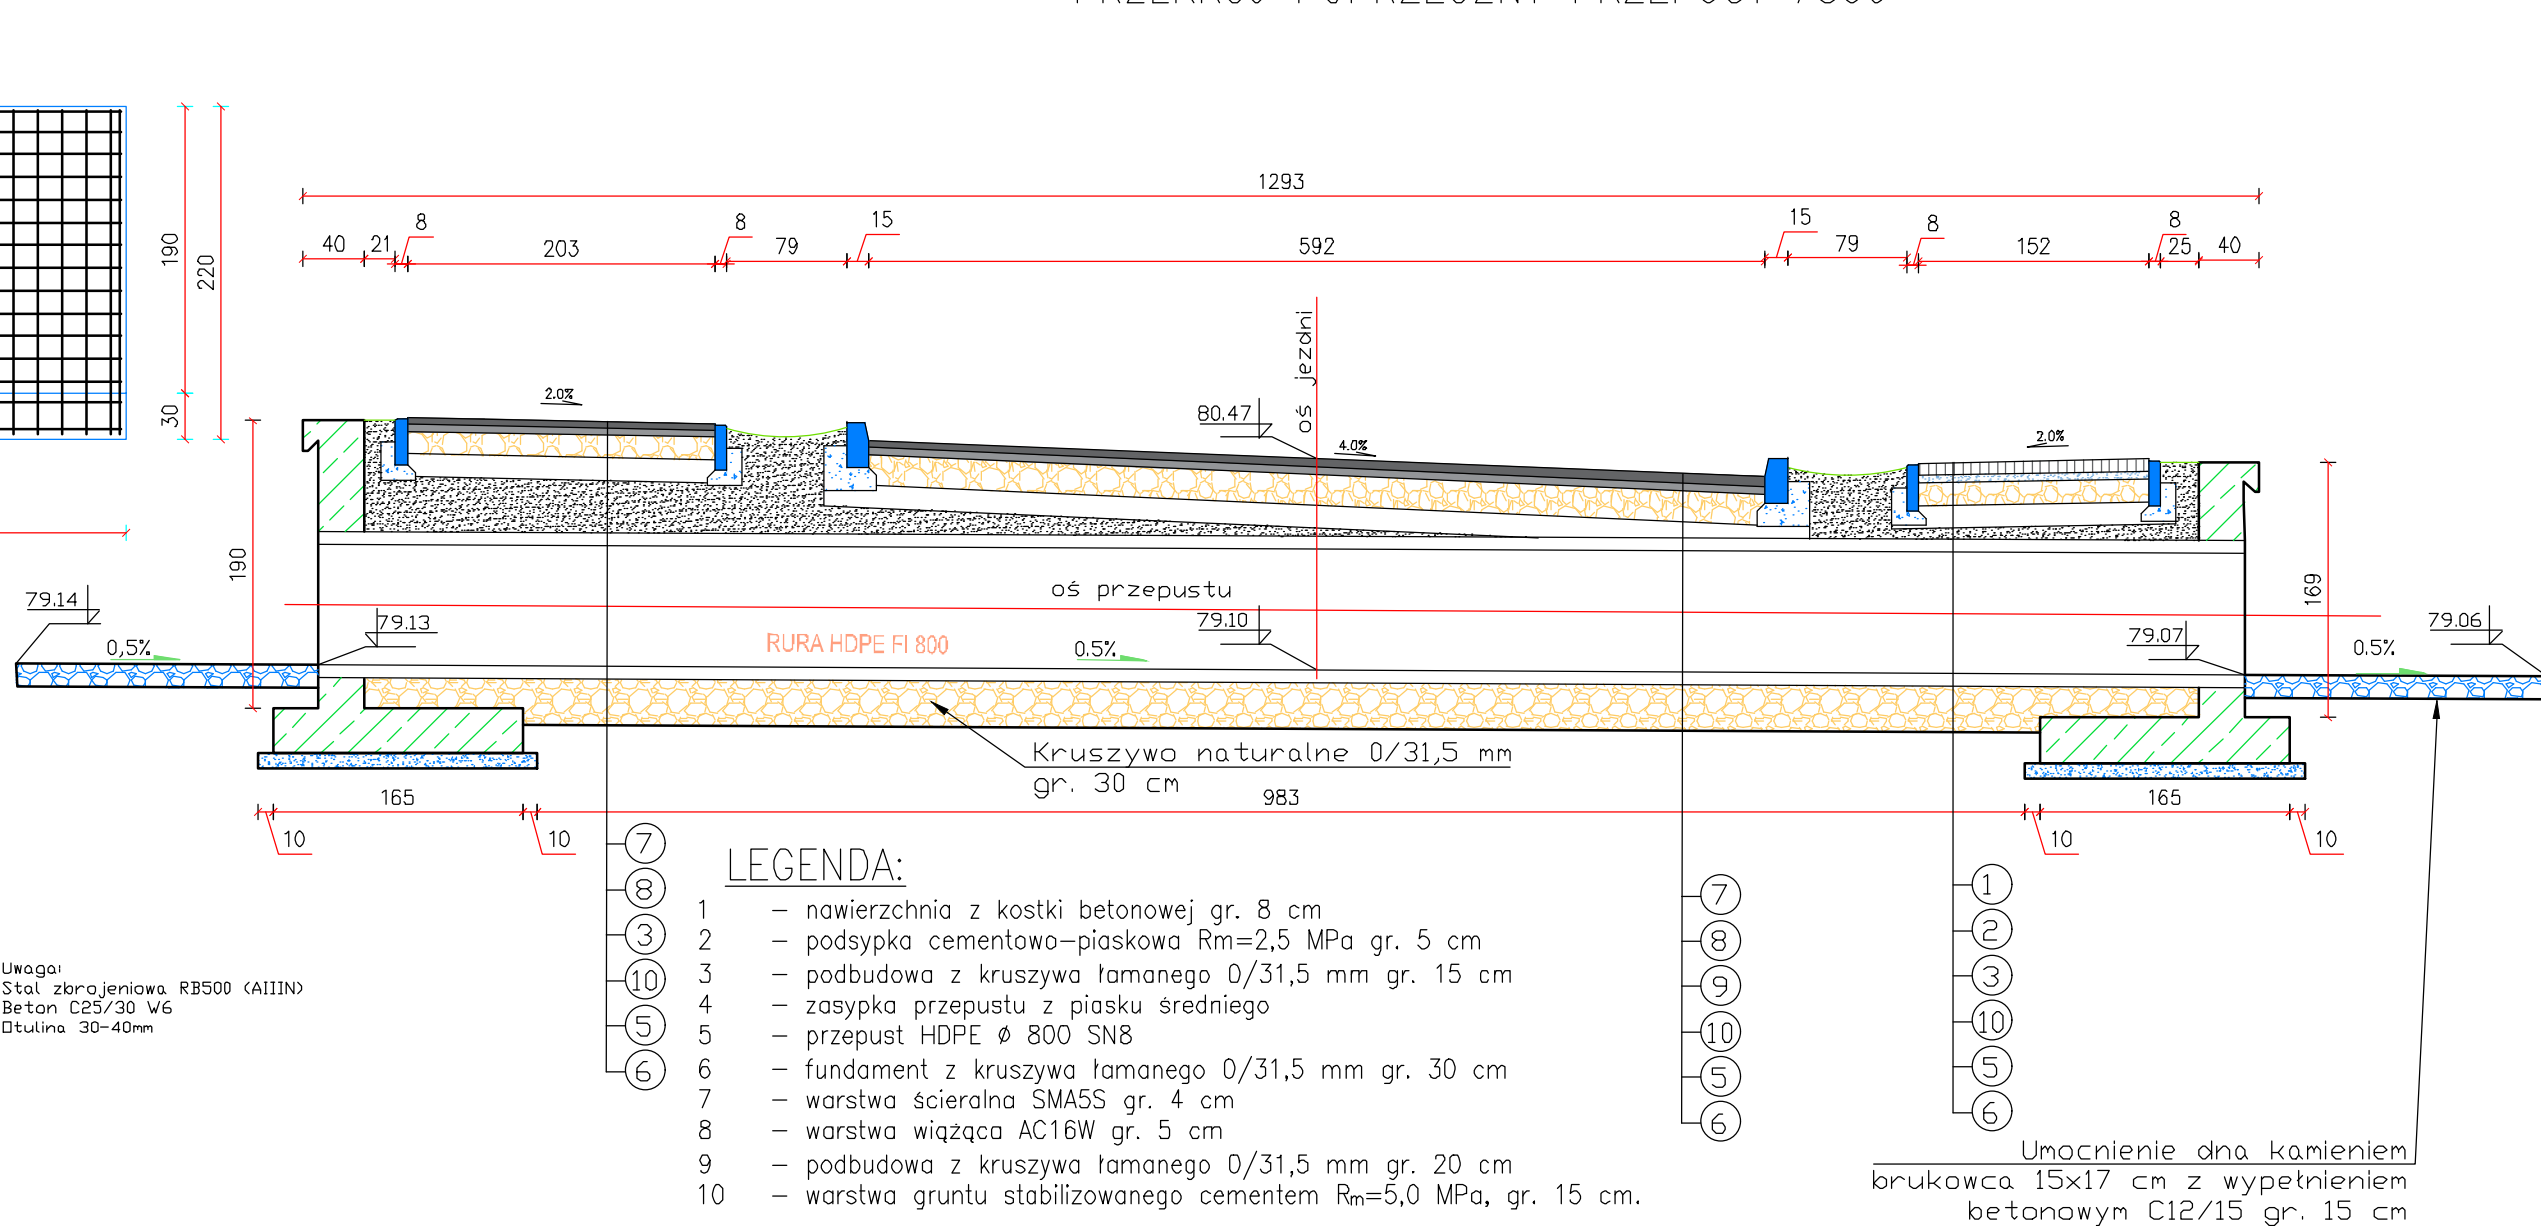 1293
40 21 8 203 8 79 15 592 15 79 8 152 8 25 40
190
220
30
2.0%
80.47
oś jezdni
4.0%
2.0%
190
169
79.14
0,5%
79.13
oś przepustu
RURA HDPE FI 800
0.5%
79.10
79.07
0.5%
79.06
Kruszywo naturalne 0/31,5 mm
gr. 30 cm
10 165 10 983 10 165 10
7
8
3
10
5
6
7
8
9
10
5
6
1
2
3
10
5
6
LEGENDA:
1 – nawierzchnia z kostki betonowej gr. 8 cm
2 – podsypka cementowo–piaskowa Rm=2,5 MPa gr. 5 cm
3 – podbudowa z kruszywa łamanego 0/31,5 mm gr. 15 cm
4 – zasypka przepustu z piasku średniego
5 – przepust HDPE ø 800 SN8
6 – fundament z kruszywa łamanego 0/31,5 mm gr. 30 cm
7 – warstwa ścieralna SMA5S gr. 4 cm
8 – warstwa wiążąca AC16W gr. 5 cm
9 – podbudowa z kruszywa łamanego 0/31,5 mm gr. 20 cm
10 – warstwa gruntu stabilizowanego cementem Rm=5,0 MPa, gr. 15 cm.
Uwaga:
Stal zbrojeniowa RB500 (AIIIN)
Beton C25/30 W6
Otulina 30-40mm
Umocnienie dna kamieniem
brukowca 15x17 cm z wypełnieniem
betonowym C12/15 gr. 15 cm